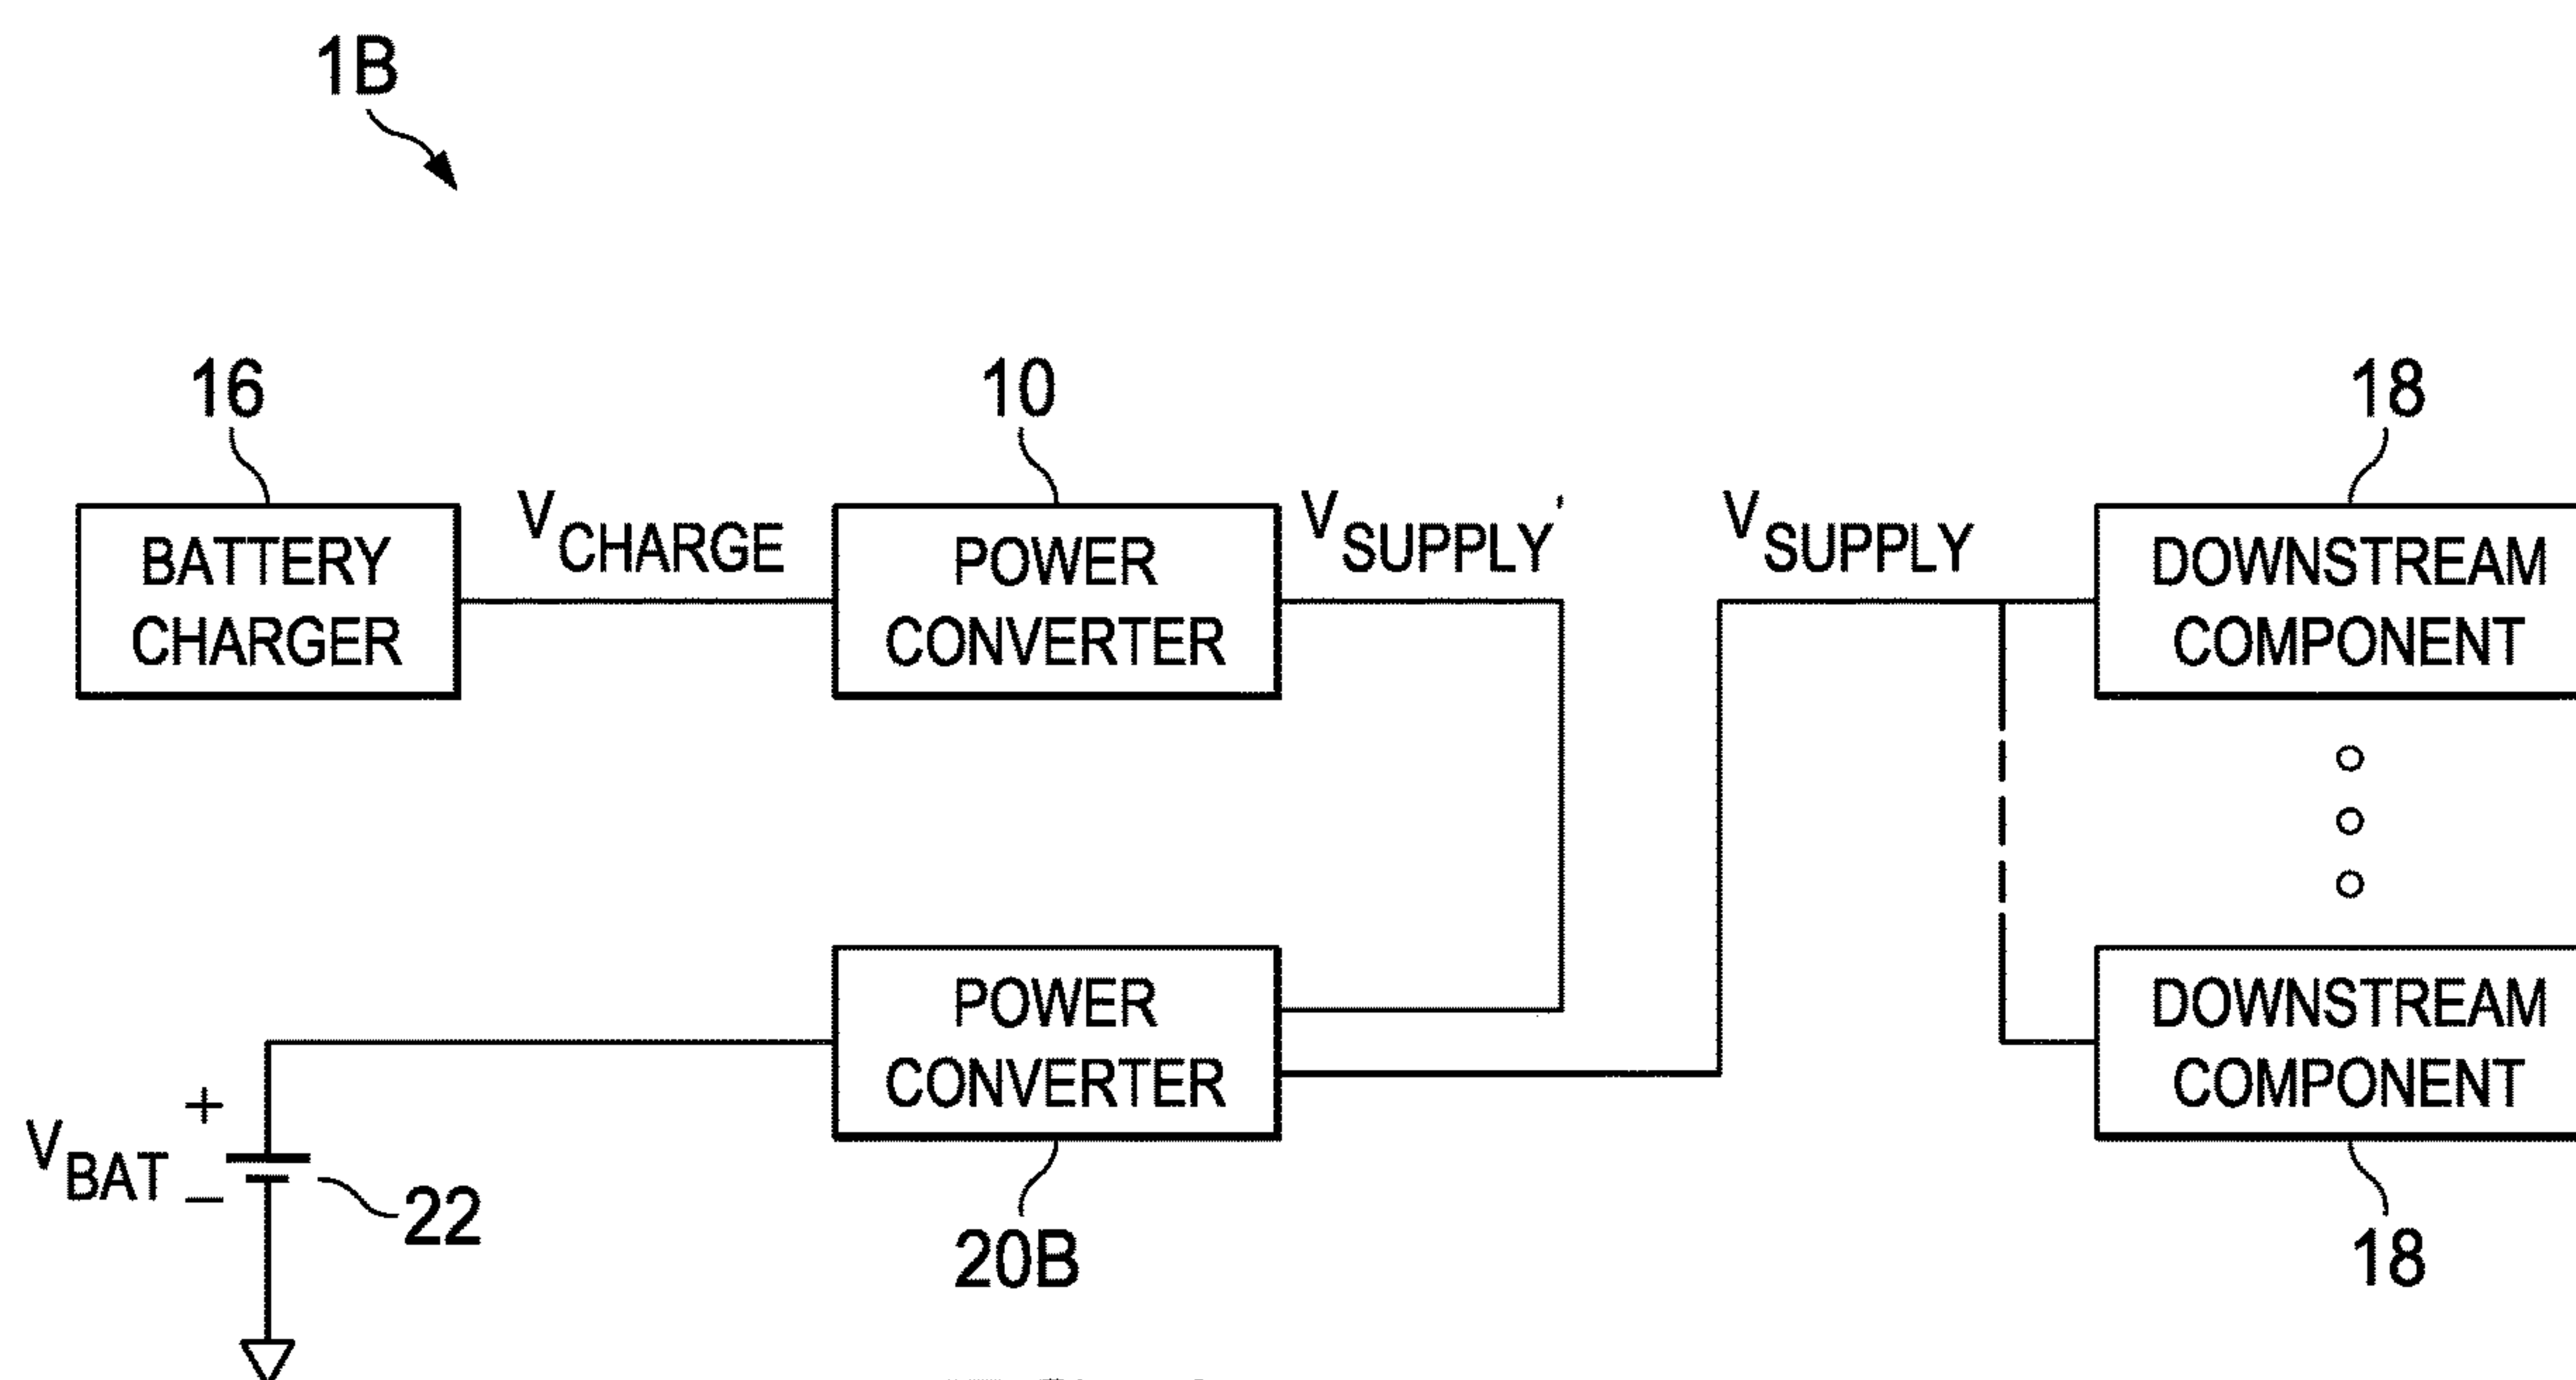 1B
16
10
18
BATTERY
CHARGER
VCHARGE
POWER
CONVERTER
VSUPPLY'
VSUPPLY
DOWNSTREAM
COMPONENT
POWER
CONVERTER
DOWNSTREAM
COMPONENT
+
VBAT
−
22
20B
18